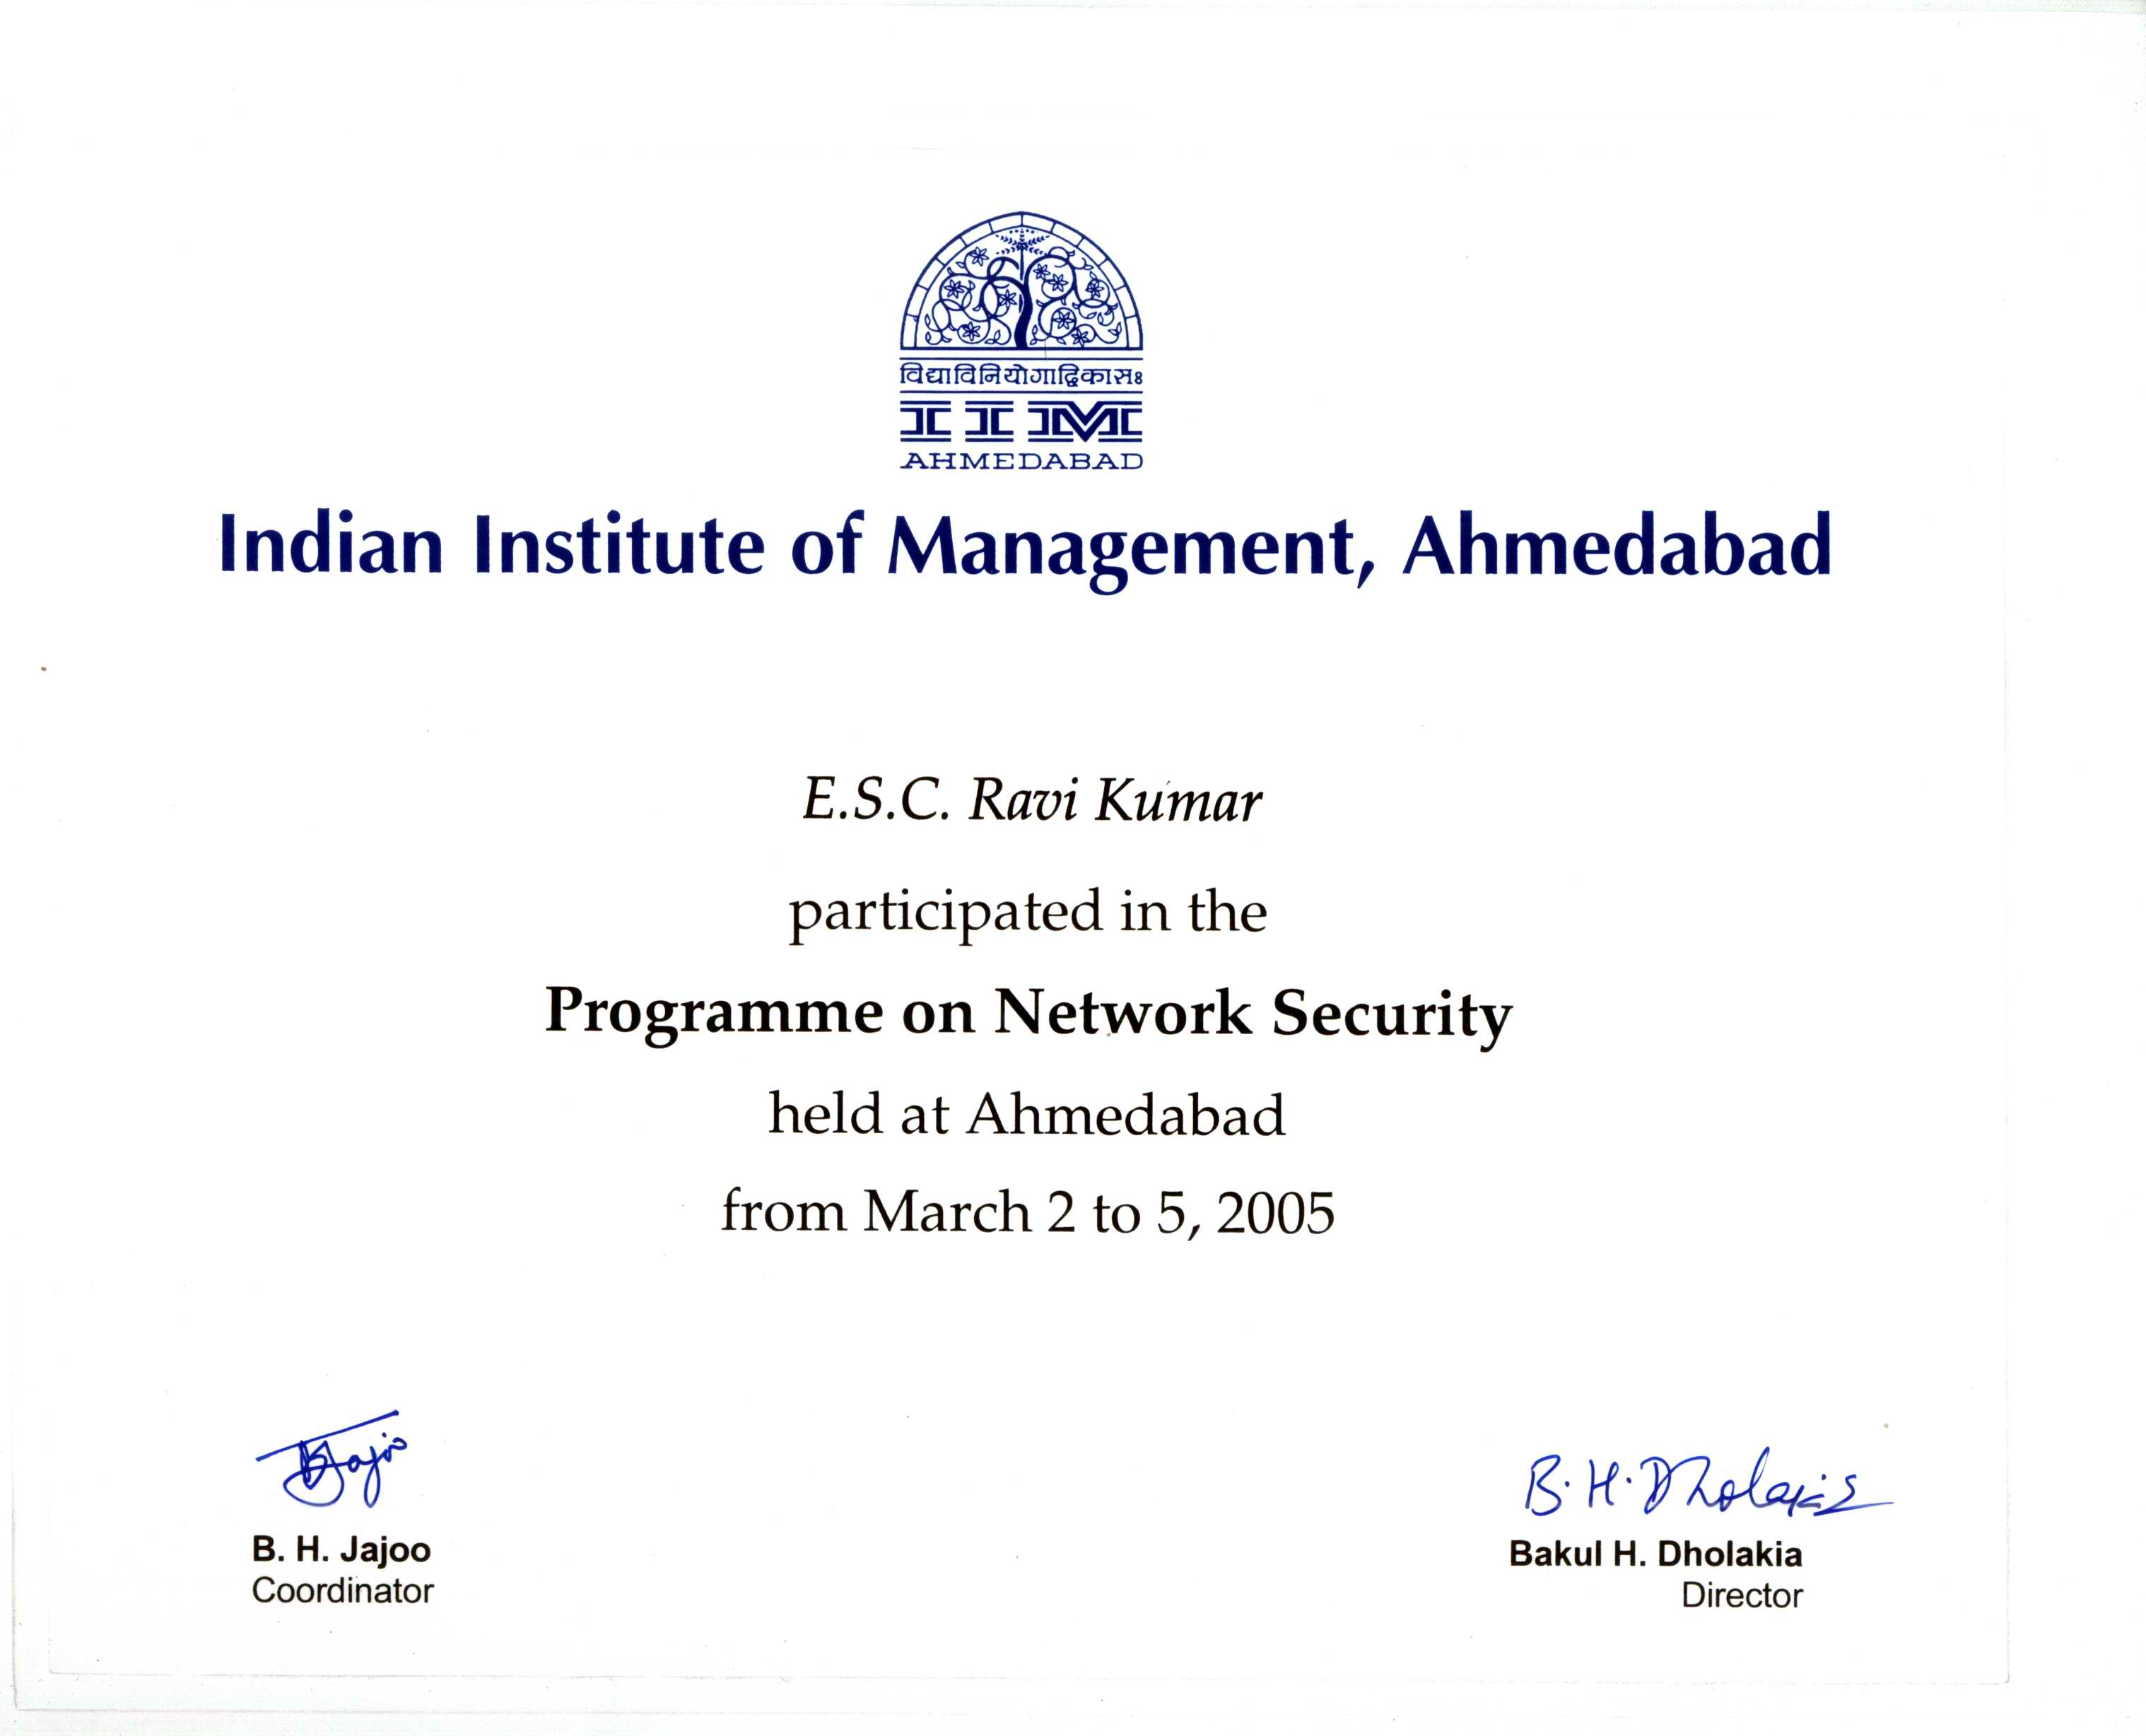 विद्याविनियोगाद्विकासः
IIM
AHMEDABAD
Indian Institute of Management, Ahmedabad
E.S.C. Ravi Kumar
participated in the
Programme on Network Security
held at Ahmedabad
from March 2 to 5, 2005
B. H. Dholakia
B. H. Jajoo
Coordinator
Bakul H. Dholakia
Director